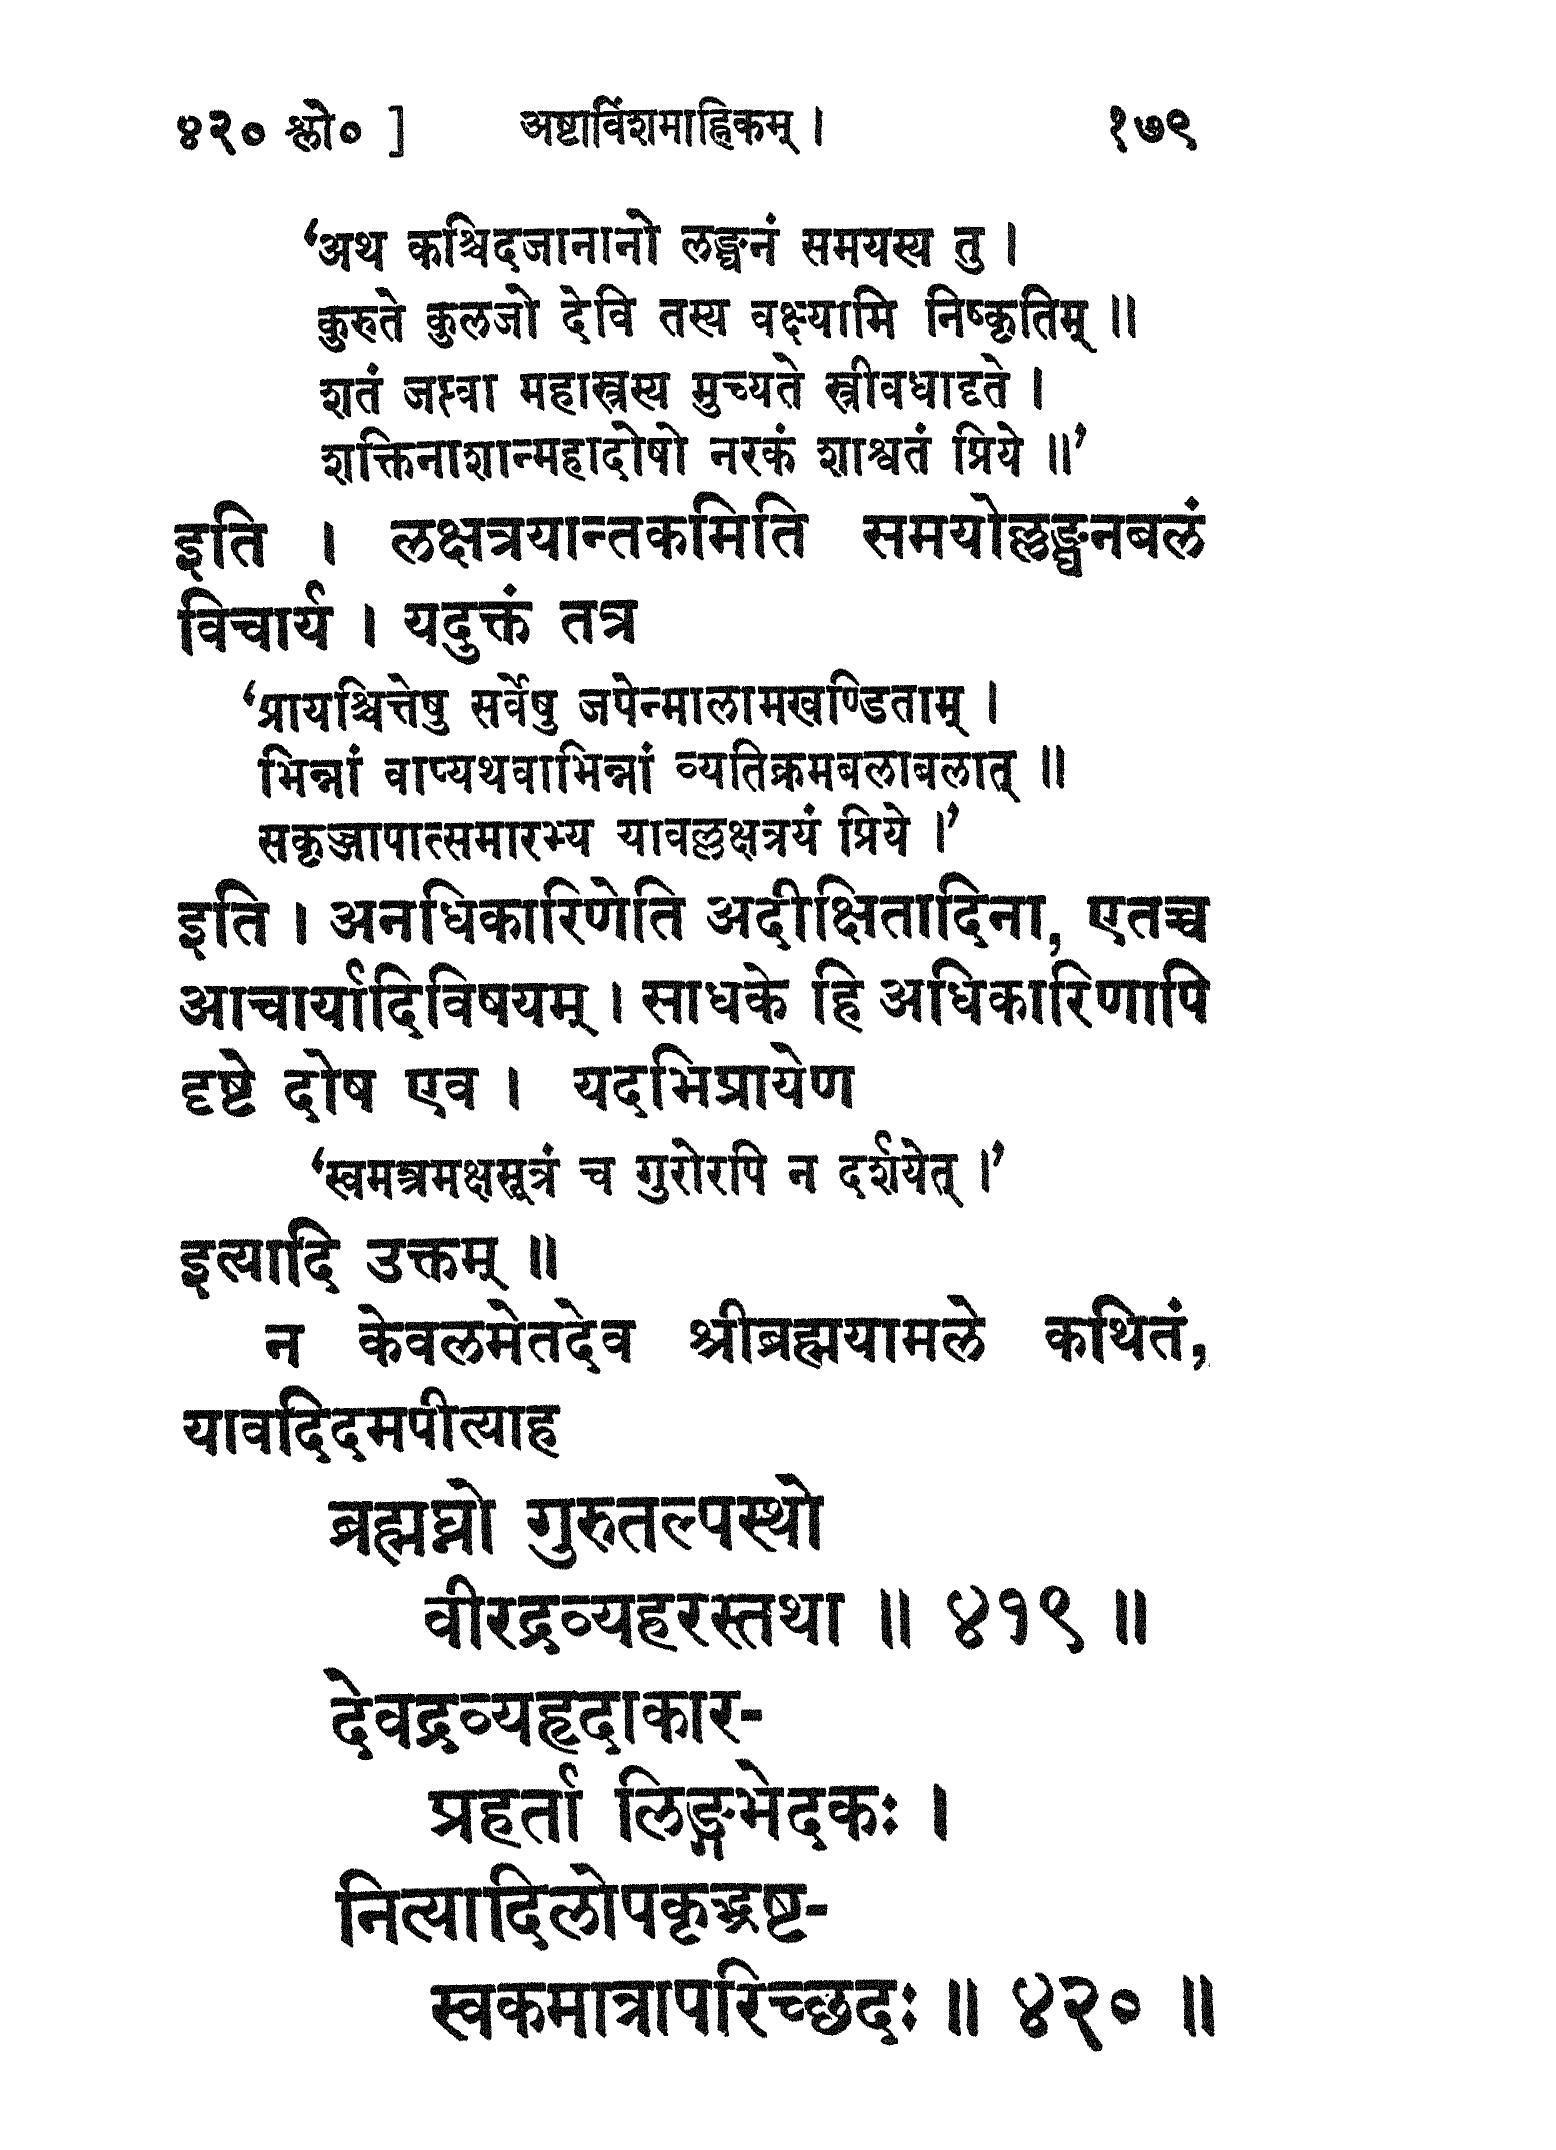 ४२० श्लो० ] अष्टाविंशमाह्निकम् । १७९
‘अथ कश्चिदजानानो लङ्घनं समयस्य तु ।
कुरुते कुलजो देवि तस्य वक्ष्यामि निष्कृतिम् ॥
शतं जप्त्वा महास्त्रस्य मुच्यते स्त्रीवधादृते ।
शक्तिनाशान्महादोषो नरकं शाश्वतं प्रिये ॥’
इति । लक्षत्रयान्तकमिति समयोल्लङ्घनबलं
विचार्य । यदुक्तं तत्र
‘प्रायश्चित्तेषु सर्वेषु जपेन्मालामखण्डिताम् ।
भिन्नां वाप्यथवाभिन्नां व्यतिक्रमबलाबलात् ॥
सकृज्जापात्समारभ्य यावल्लक्षत्रयं प्रिये ।’
इति । अनधिकारिणेति अदीक्षितादिना, एतच्च
आचार्यादिविषयम् । साधके हि अधिकारिणापि
दृष्टे दोष एव । यदभिप्रायेण
‘स्वमन्त्रमक्षसूत्रं च गुरोरपि न दर्शयेत् ।’
इत्यादि उक्तम् ॥
न केवलमेतदेव श्रीब्रह्मयामले कथितं,
यावदिदमपीत्याह
ब्रह्मघ्नो गुरुतल्पस्थो
वीरद्रव्यहरस्तथा ॥ ४१९ ॥
देवद्रव्यहृदाकार-
प्रहर्ता लिङ्गभेदकः ।
नित्यादिलोपकृद्भ्रष्ट-
स्वकमात्रापरिच्छदः ॥ ४२० ॥